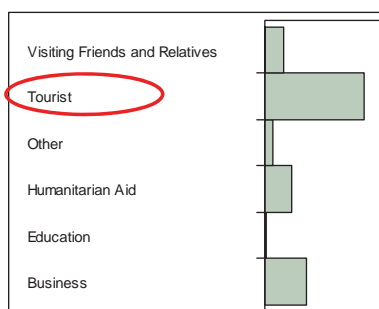 Visiting Friends and Relatives
Tourist
Other
Humanitarian Aid
Education
Business